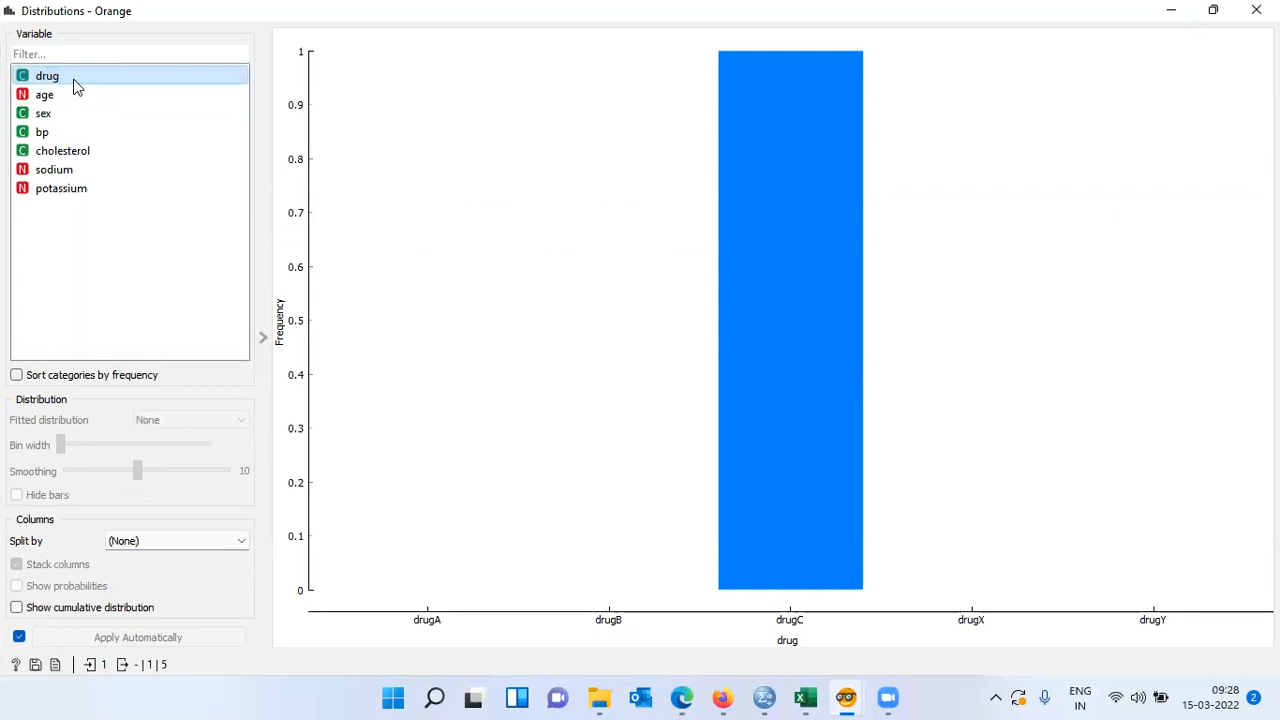 Distributions - Orange
Variable
Filter...
C drug
N age
C sex
C bp
C cholesterol
N sodium
N potassium
Sort categories by frequency
Distribution
Fitted distribution None
Bin width
Smoothing 10
Hide bars
Columns
Split by (None)
Stack columns
Show probabilities
Show cumulative distribution
Apply Automatically
? 1 - | 1 | 5
1
0.9
0.8
0.7
0.6
0.5
0.4
0.3
0.2
0.1
0
Frequency
drugA drugB drugC drugX drugY
drug
ENG
IN
09:28
15-03-2022
2